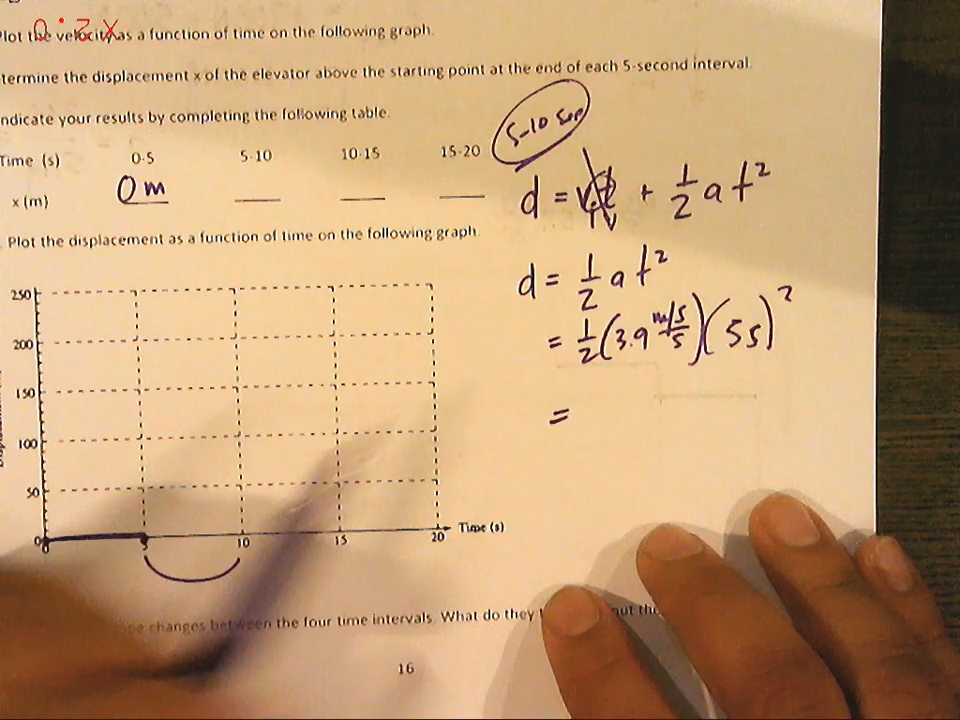 0:2x
Plot the velocity as a function of time on the following graph.
termine the displacement x of the elevator above the starting point at the end of each 5-second interval.
ndicate your results by completing the following table.
5-10 sec
Time (s) 0-5 5-10 10-15 15-20
x (m) 0 m
d = + 1/2 a t²
Plot the displacement as a function of time on the following graph.
d = 1/2 a t²
= 1/2 (3.9 m/s/s)(5s)²
=
250
200
150
100
50
0
5 10 15 20 Time (s)
changes between the four time intervals. What do they
16